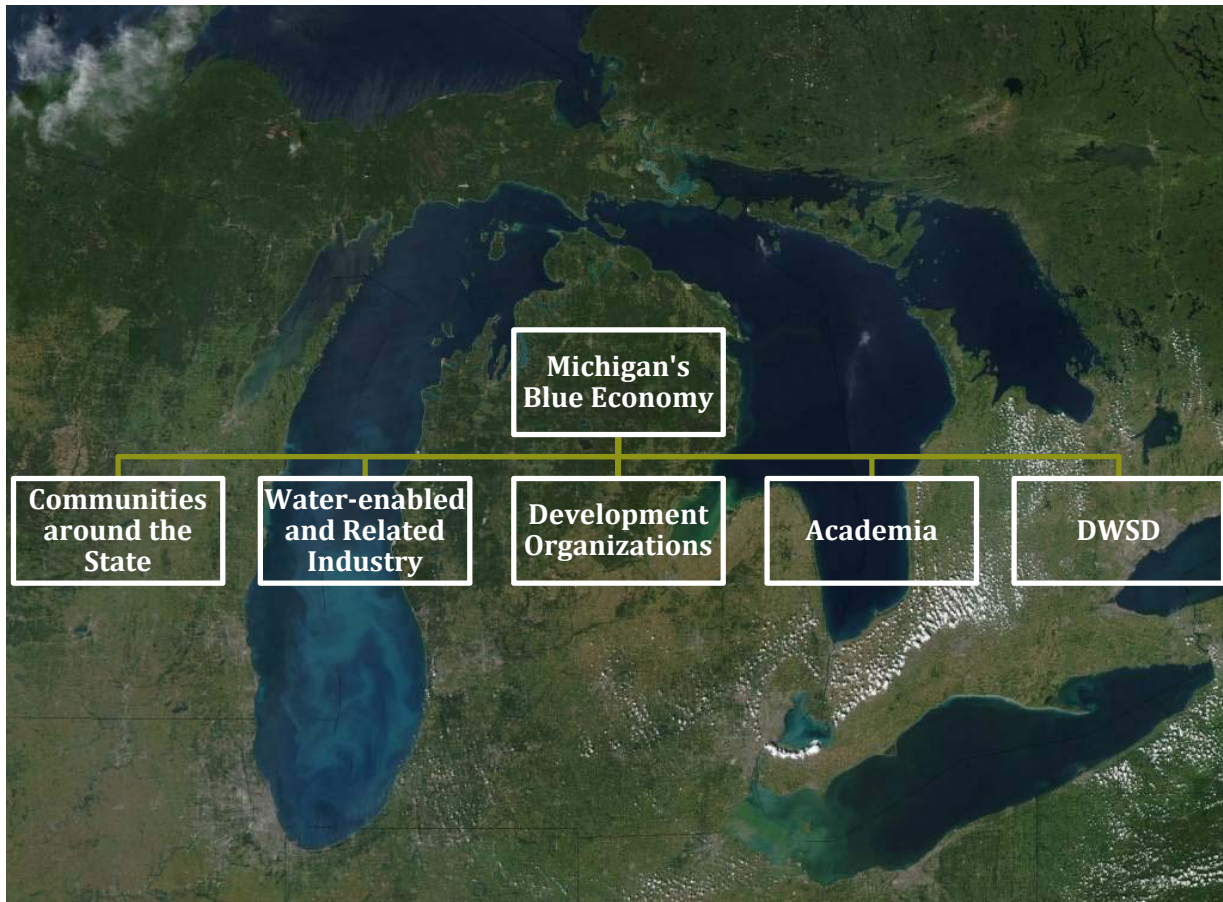 Michigan's
Blue Economy
Communities
around the
State
Water-enabled
and Related
Industry
Development
Organizations
Academia
DWSD